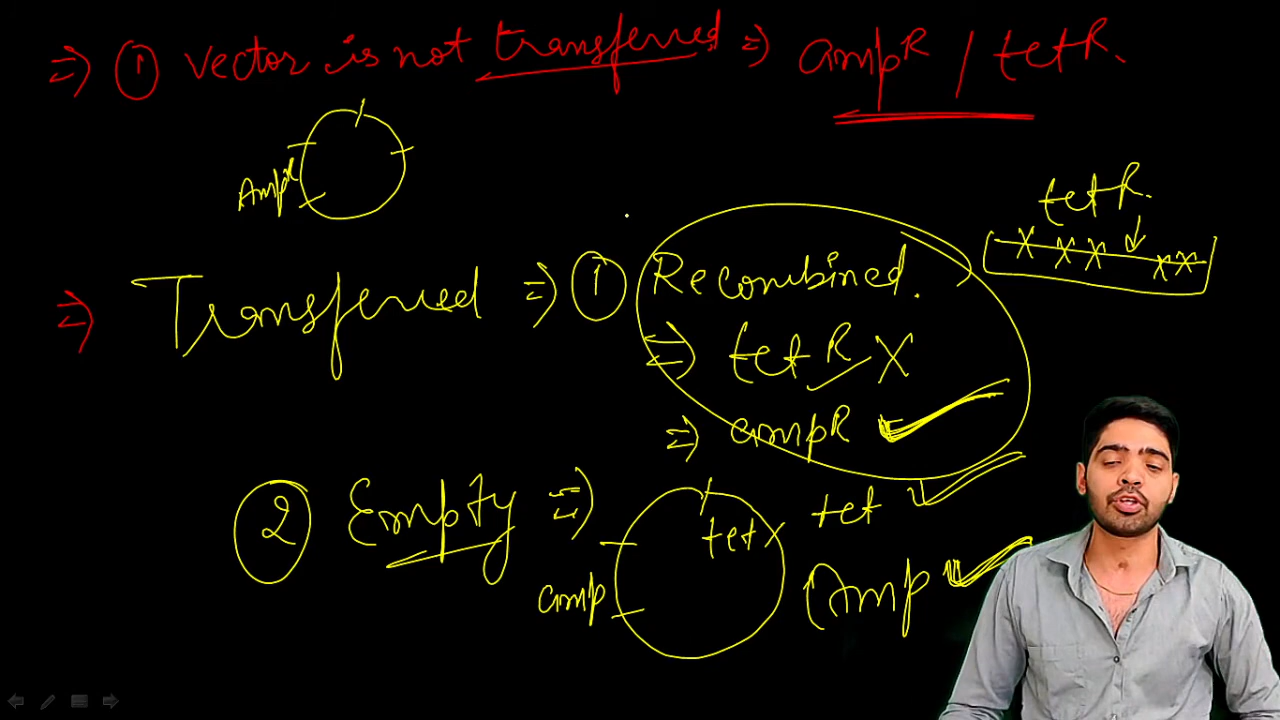 ⇒ ① vector is not transferred ⇒ ampR / tetR.
AmpR
tetR.
X X X X X
⇒ Transferred ⇒ ① Recombined.
⇒ tetR X
⇒ ampR ✓
② Empty ⇒ tet ✓
tet
amp Amp ✓